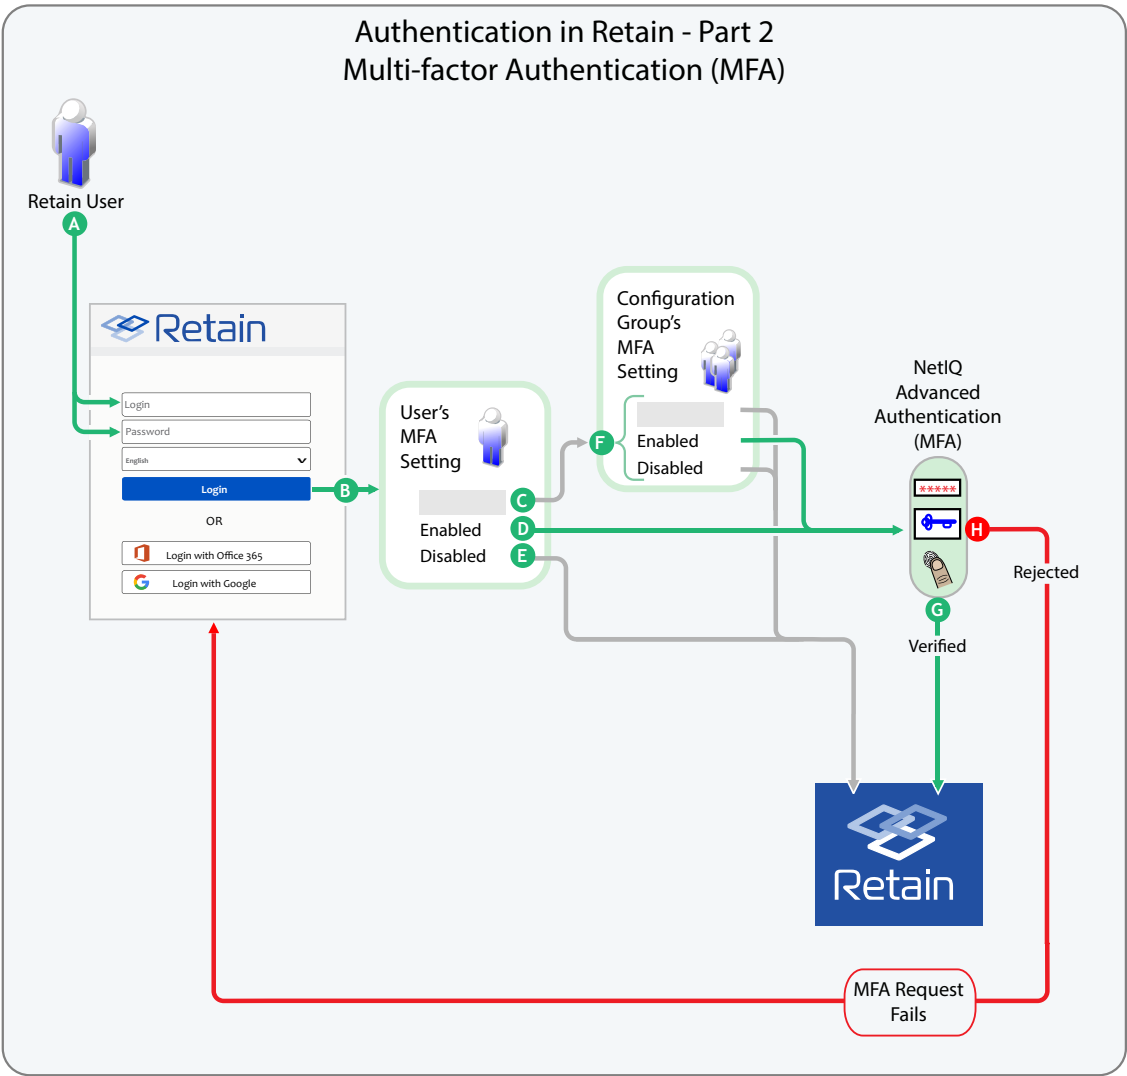 Authentication in Retain - Part 2
Multi-factor Authentication (MFA)
Retain User
A
Retain
Login
Password
English
Login
OR
Login with Office 365
Login with Google
B
User's
MFA
Setting
C
Enabled
D
Disabled
E
Configuration
Group's
MFA
Setting
F
Enabled
Disabled
NetIQ
Advanced
Authentication
(MFA)
*****
H
Rejected
G
Verified
Retain
MFA Request
Fails